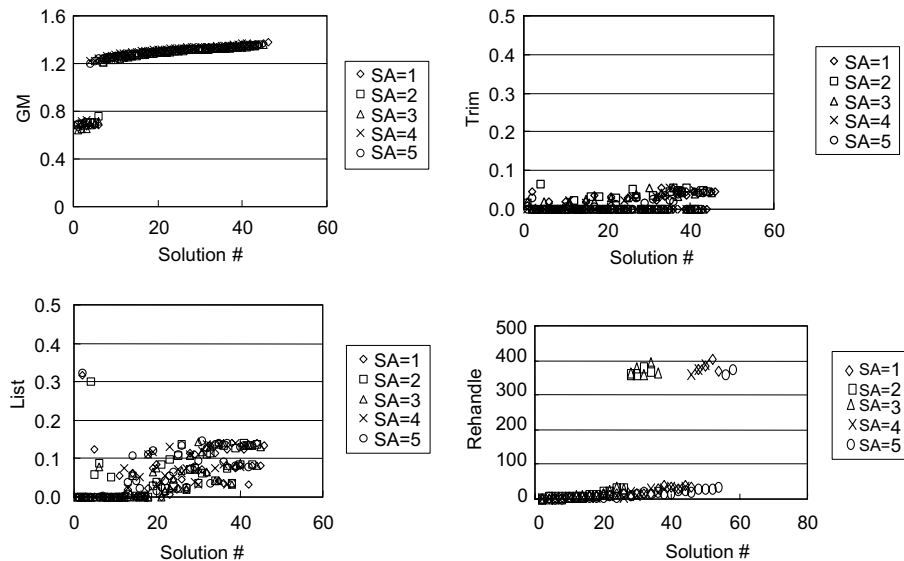 1.6
1.2
0.8
0.4
0
GM
0
20
40
60
Solution #
SA=1
SA=2
SA=3
SA=4
SA=5
0.5
0.4
0.3
0.2
0.1
0.0
Trim
0
20
40
60
Solution #
SA=1
SA=2
SA=3
SA=4
SA=5
0.5
0.4
0.3
0.2
0.1
0.0
List
0
20
40
60
Solution #
SA=1
SA=2
SA=3
SA=4
SA=5
500
400
300
200
100
0
Rehandle
0
20
40
60
80
Solution #
SA=1
SA=2
SA=3
SA=4
SA=5